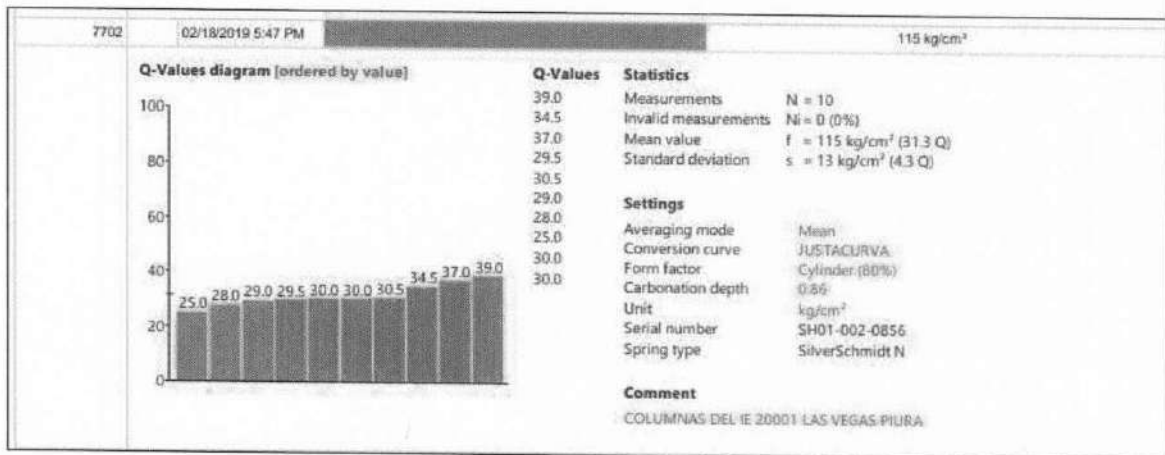 7702 02/18/2019 5:47 PM 115 kg/cm²
Q-Values diagram [ordered by value]
100
80
60
40
20
0
25.0 28.0 29.0 29.5 30.0 30.0 30.5 34.5 37.0 39.0
Q-Values
39.0
34.5
37.0
29.5
30.5
29.0
28.0
25.0
30.0
30.0
Statistics
Measurements N = 10
Invalid measurements Ni = 0 (0%)
Mean value f = 115 kg/cm² (31.3 Q)
Standard deviation s = 13 kg/cm² (4.3 Q)
Settings
Averaging mode Mean
Conversion curve JUSTACURVA
Form factor Cylinder (80%)
Carbonation depth 0.86
Unit kg/cm²
Serial number SH01-002-0856
Spring type SilverSchmidt N
Comment
COLUMNAS DEL IE 20001 LAS VEGAS PIURA